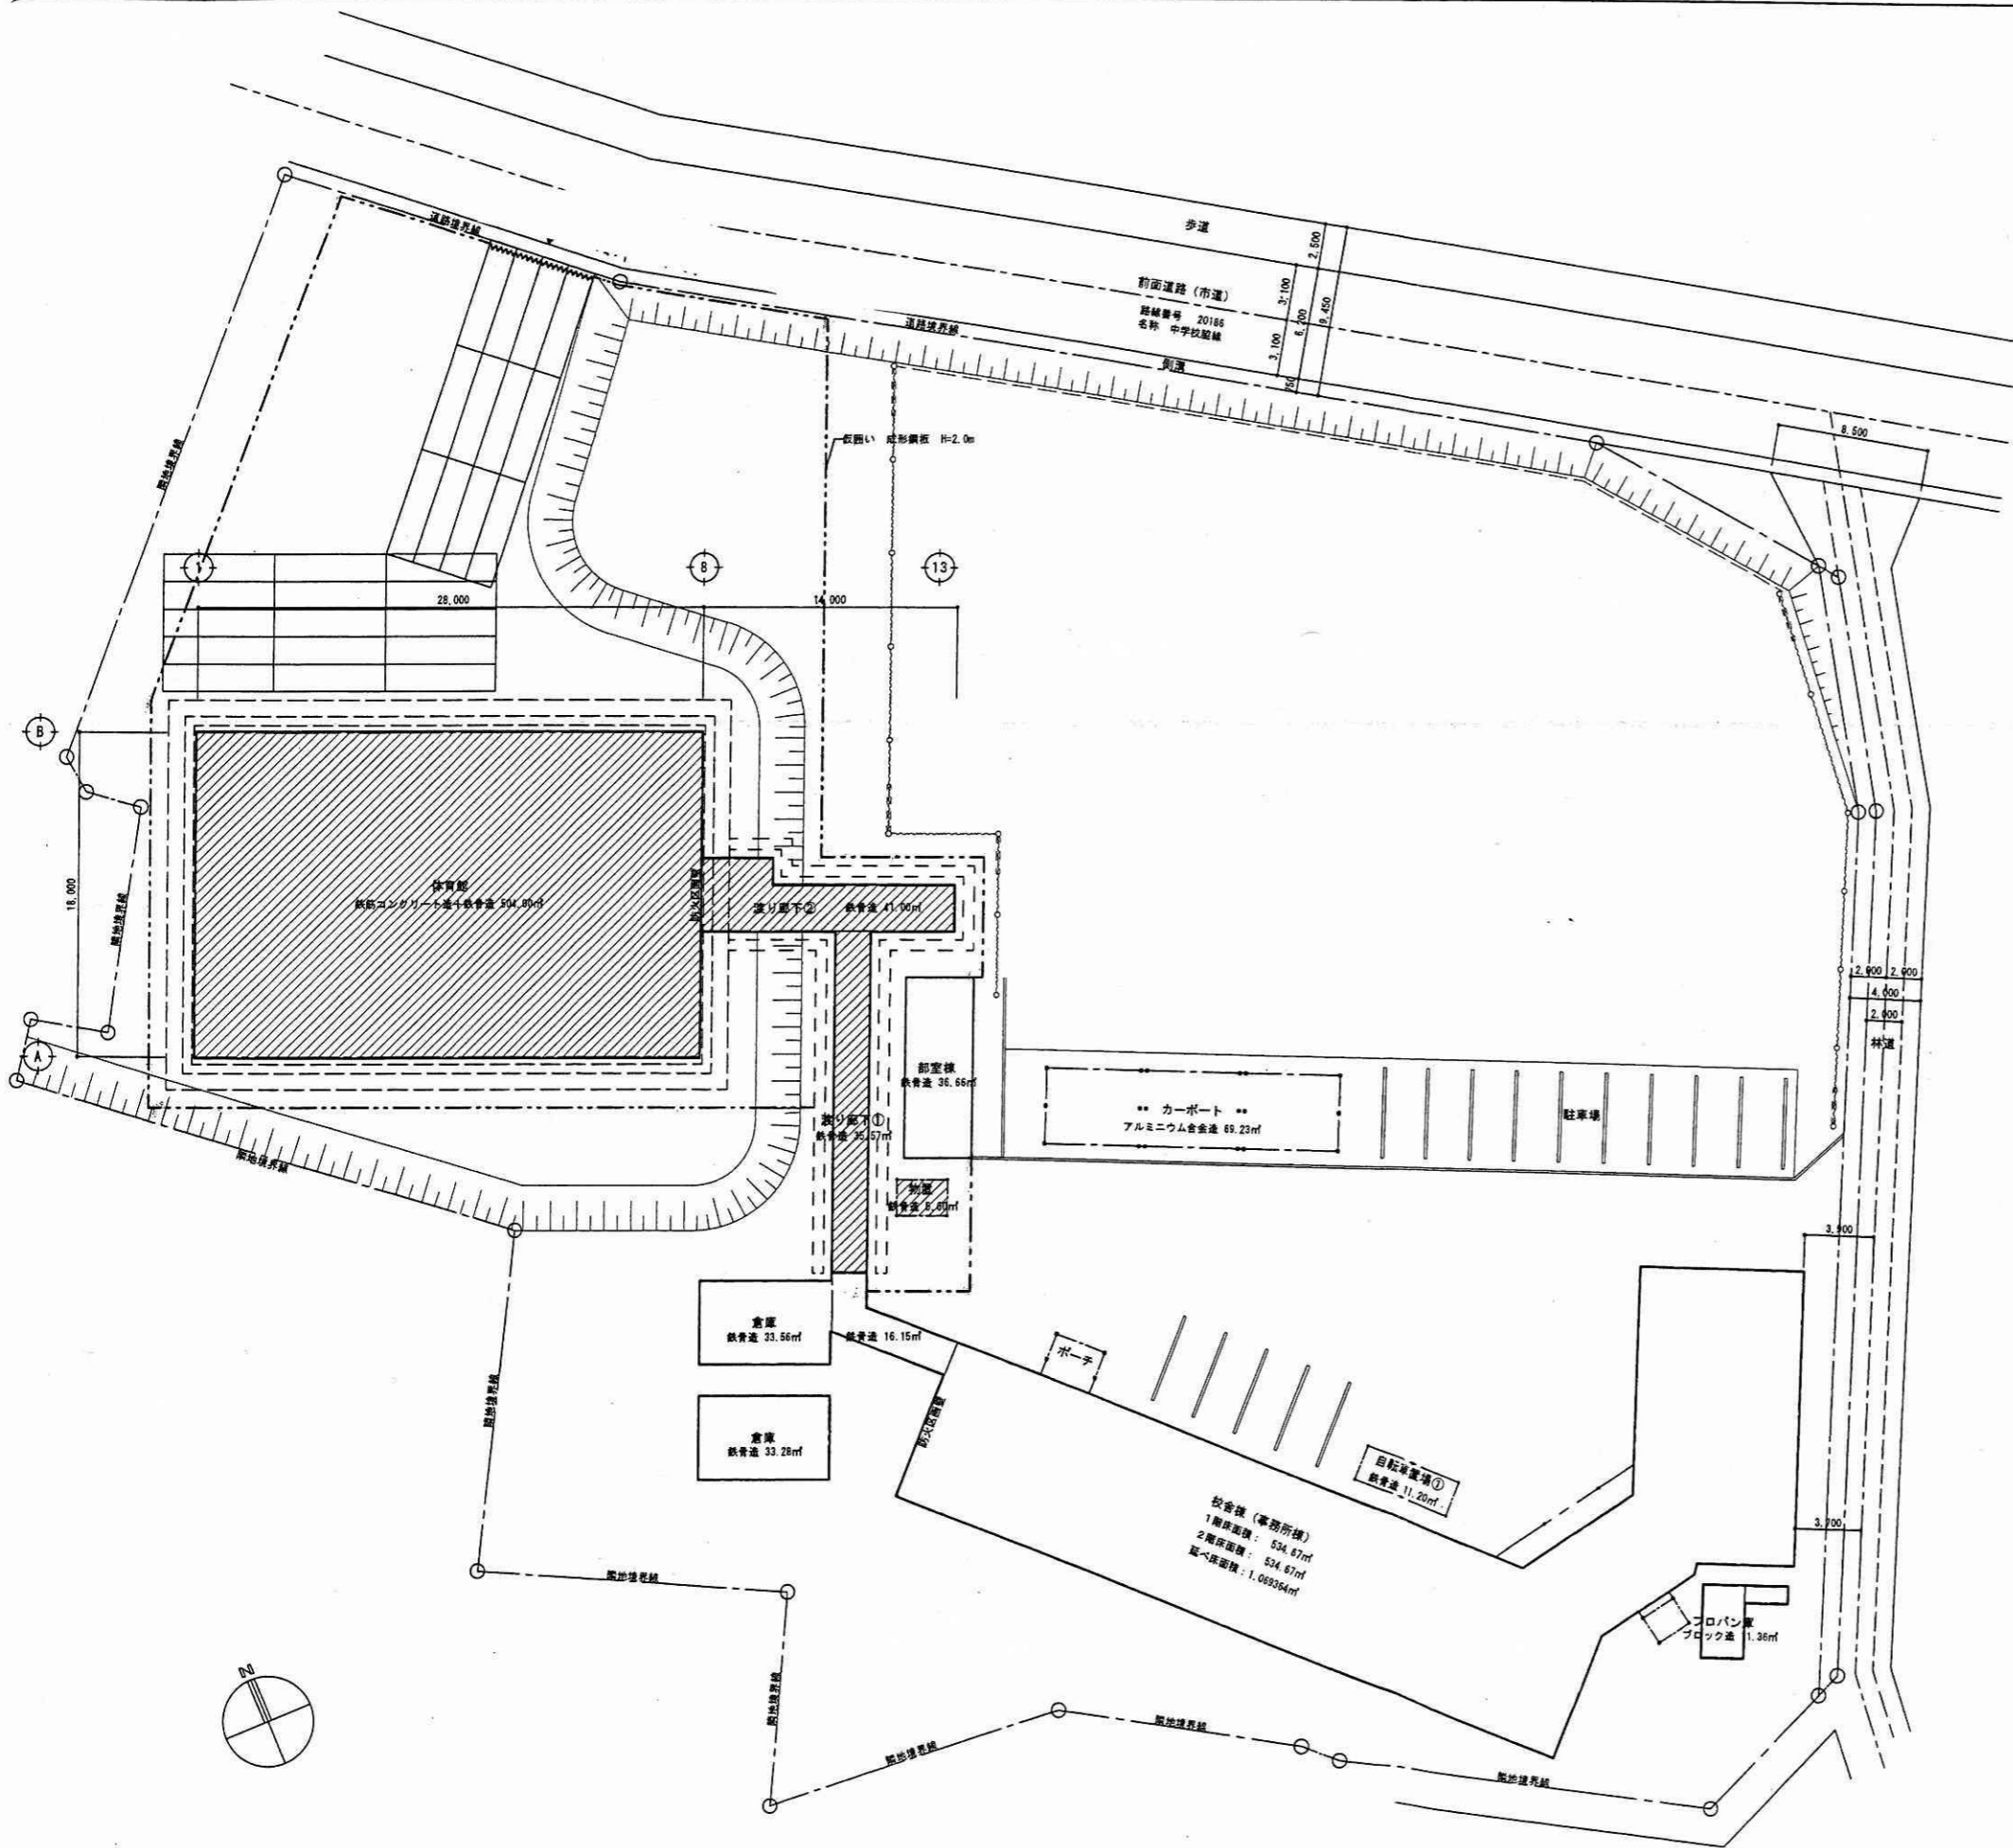 歩道
2,500
道路境界線
前面道路（市道）
路線番号　20166
名称　中学校脇線
3,100
3,100
6,200
9,450
750
道路境界線
側溝
8,500
隣地境界線
仮囲い　成形鋼板　H=2.0m
1
8
13
28,000
14,000
B
18,000
隣地境界線
体育館
鉄筋コンクリート造+鉄骨造 504.00㎡
防火区画壁
渡り廊下②　鉄骨造 41.00㎡
2,000
2,000
4,000
2,000
林道
A
部室棟
鉄骨造 36.66㎡
カーポート
アルミニウム合金造 69.23㎡
駐車場
渡り廊下①
鉄骨造 35.57㎡
隣地境界線
物置
3,900
倉庫
鉄骨造 33.56㎡
鉄骨造 16.15㎡
ポーチ
隣地境界線
倉庫
鉄骨造 33.28㎡
防火区画壁
自転車置場①
鉄骨造 11.20㎡
校舎棟（事務所棟）
1階床面積： 534.67㎡
2階床面積： 534.67㎡
延べ床面積：1,069364㎡
3,700
隣地境界線
プロパン庫
ブロック造
1.36㎡
N
隣地境界線
隣地境界線
隣地境界線
隣地境界線